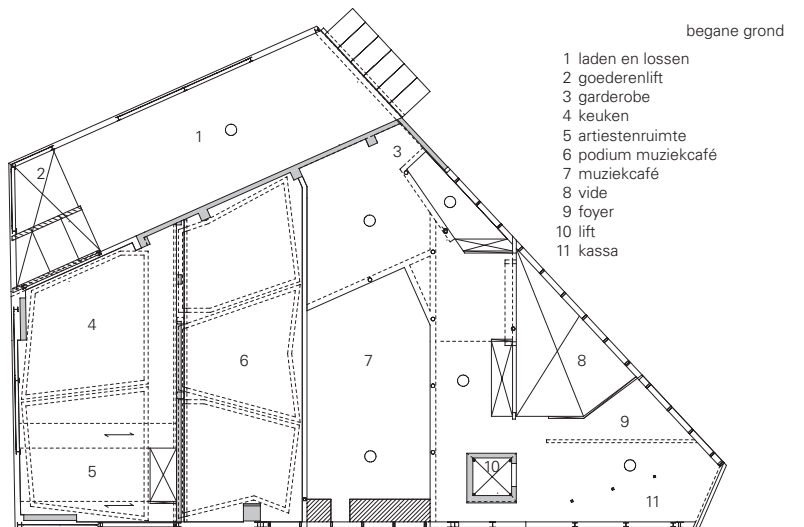 begane grond
1 laden en lossen
2 goederenlift
3 garderobe
4 keuken
5 artiestenruimte
6 podium muziekcafé
7 muziekcafé
8 vide
9 foyer
10 lift
11 kassa
1
2
3
4
6
7
8
9
5
10
11